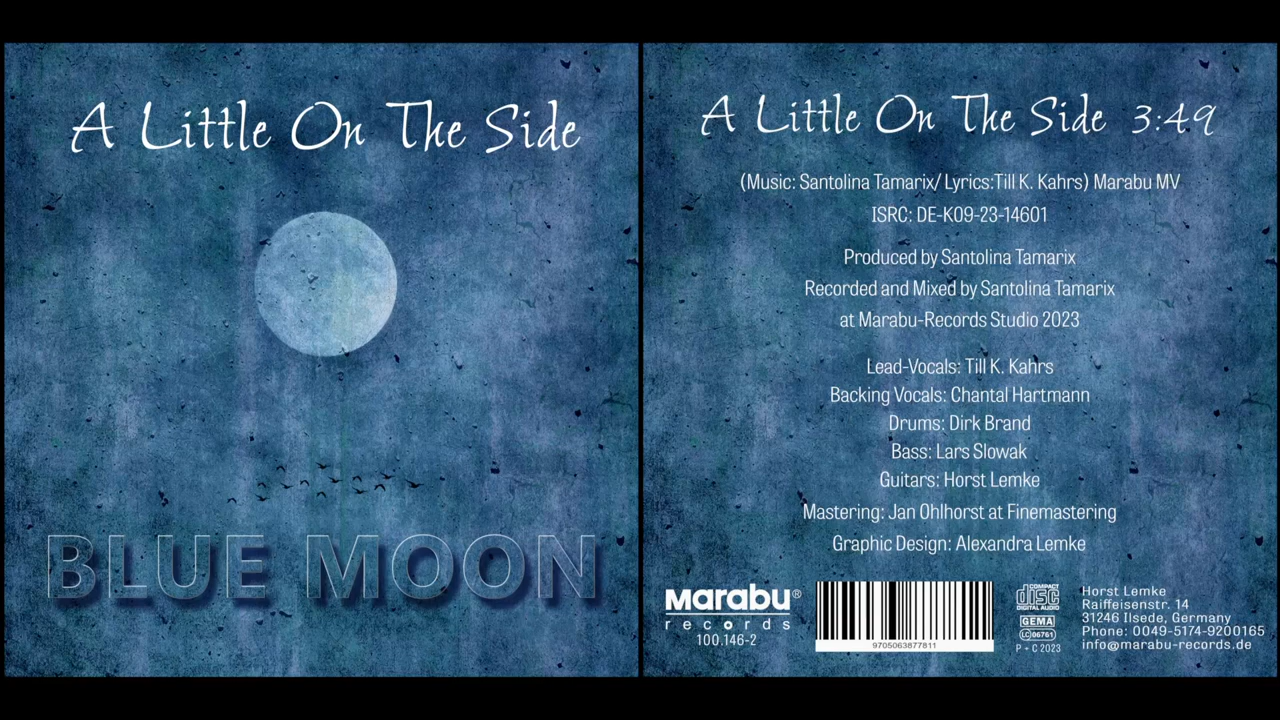 A Little On The Side
BLUE MOON
A Little On The Side 3:49
(Music: Santolina Tamarix/ Lyrics:Till K. Kahrs) Marabu MV
ISRC: DE-K09-23-14601
Produced by Santolina Tamarix
Recorded and Mixed by Santolina Tamarix
at Marabu-Records Studio 2023
Lead-Vocals: Till K. Kahrs
Backing Vocals: Chantal Hartmann
Drums: Dirk Brand
Bass: Lars Slowak
Guitars: Horst Lemke
Mastering: Jan Ohlhorst at Finemastering
Graphic Design: Alexandra Lemke
marabu®
records
100.146-2
9705063877811
COMPACT
disc
DIGITAL AUDIO
GEMA
LC 06761
P + C 2023
Horst Lemke
Raiffeisenstr. 14
31246 Ilsede, Germany
Phone: 0049-5174-9200165
info@marabu-records.de